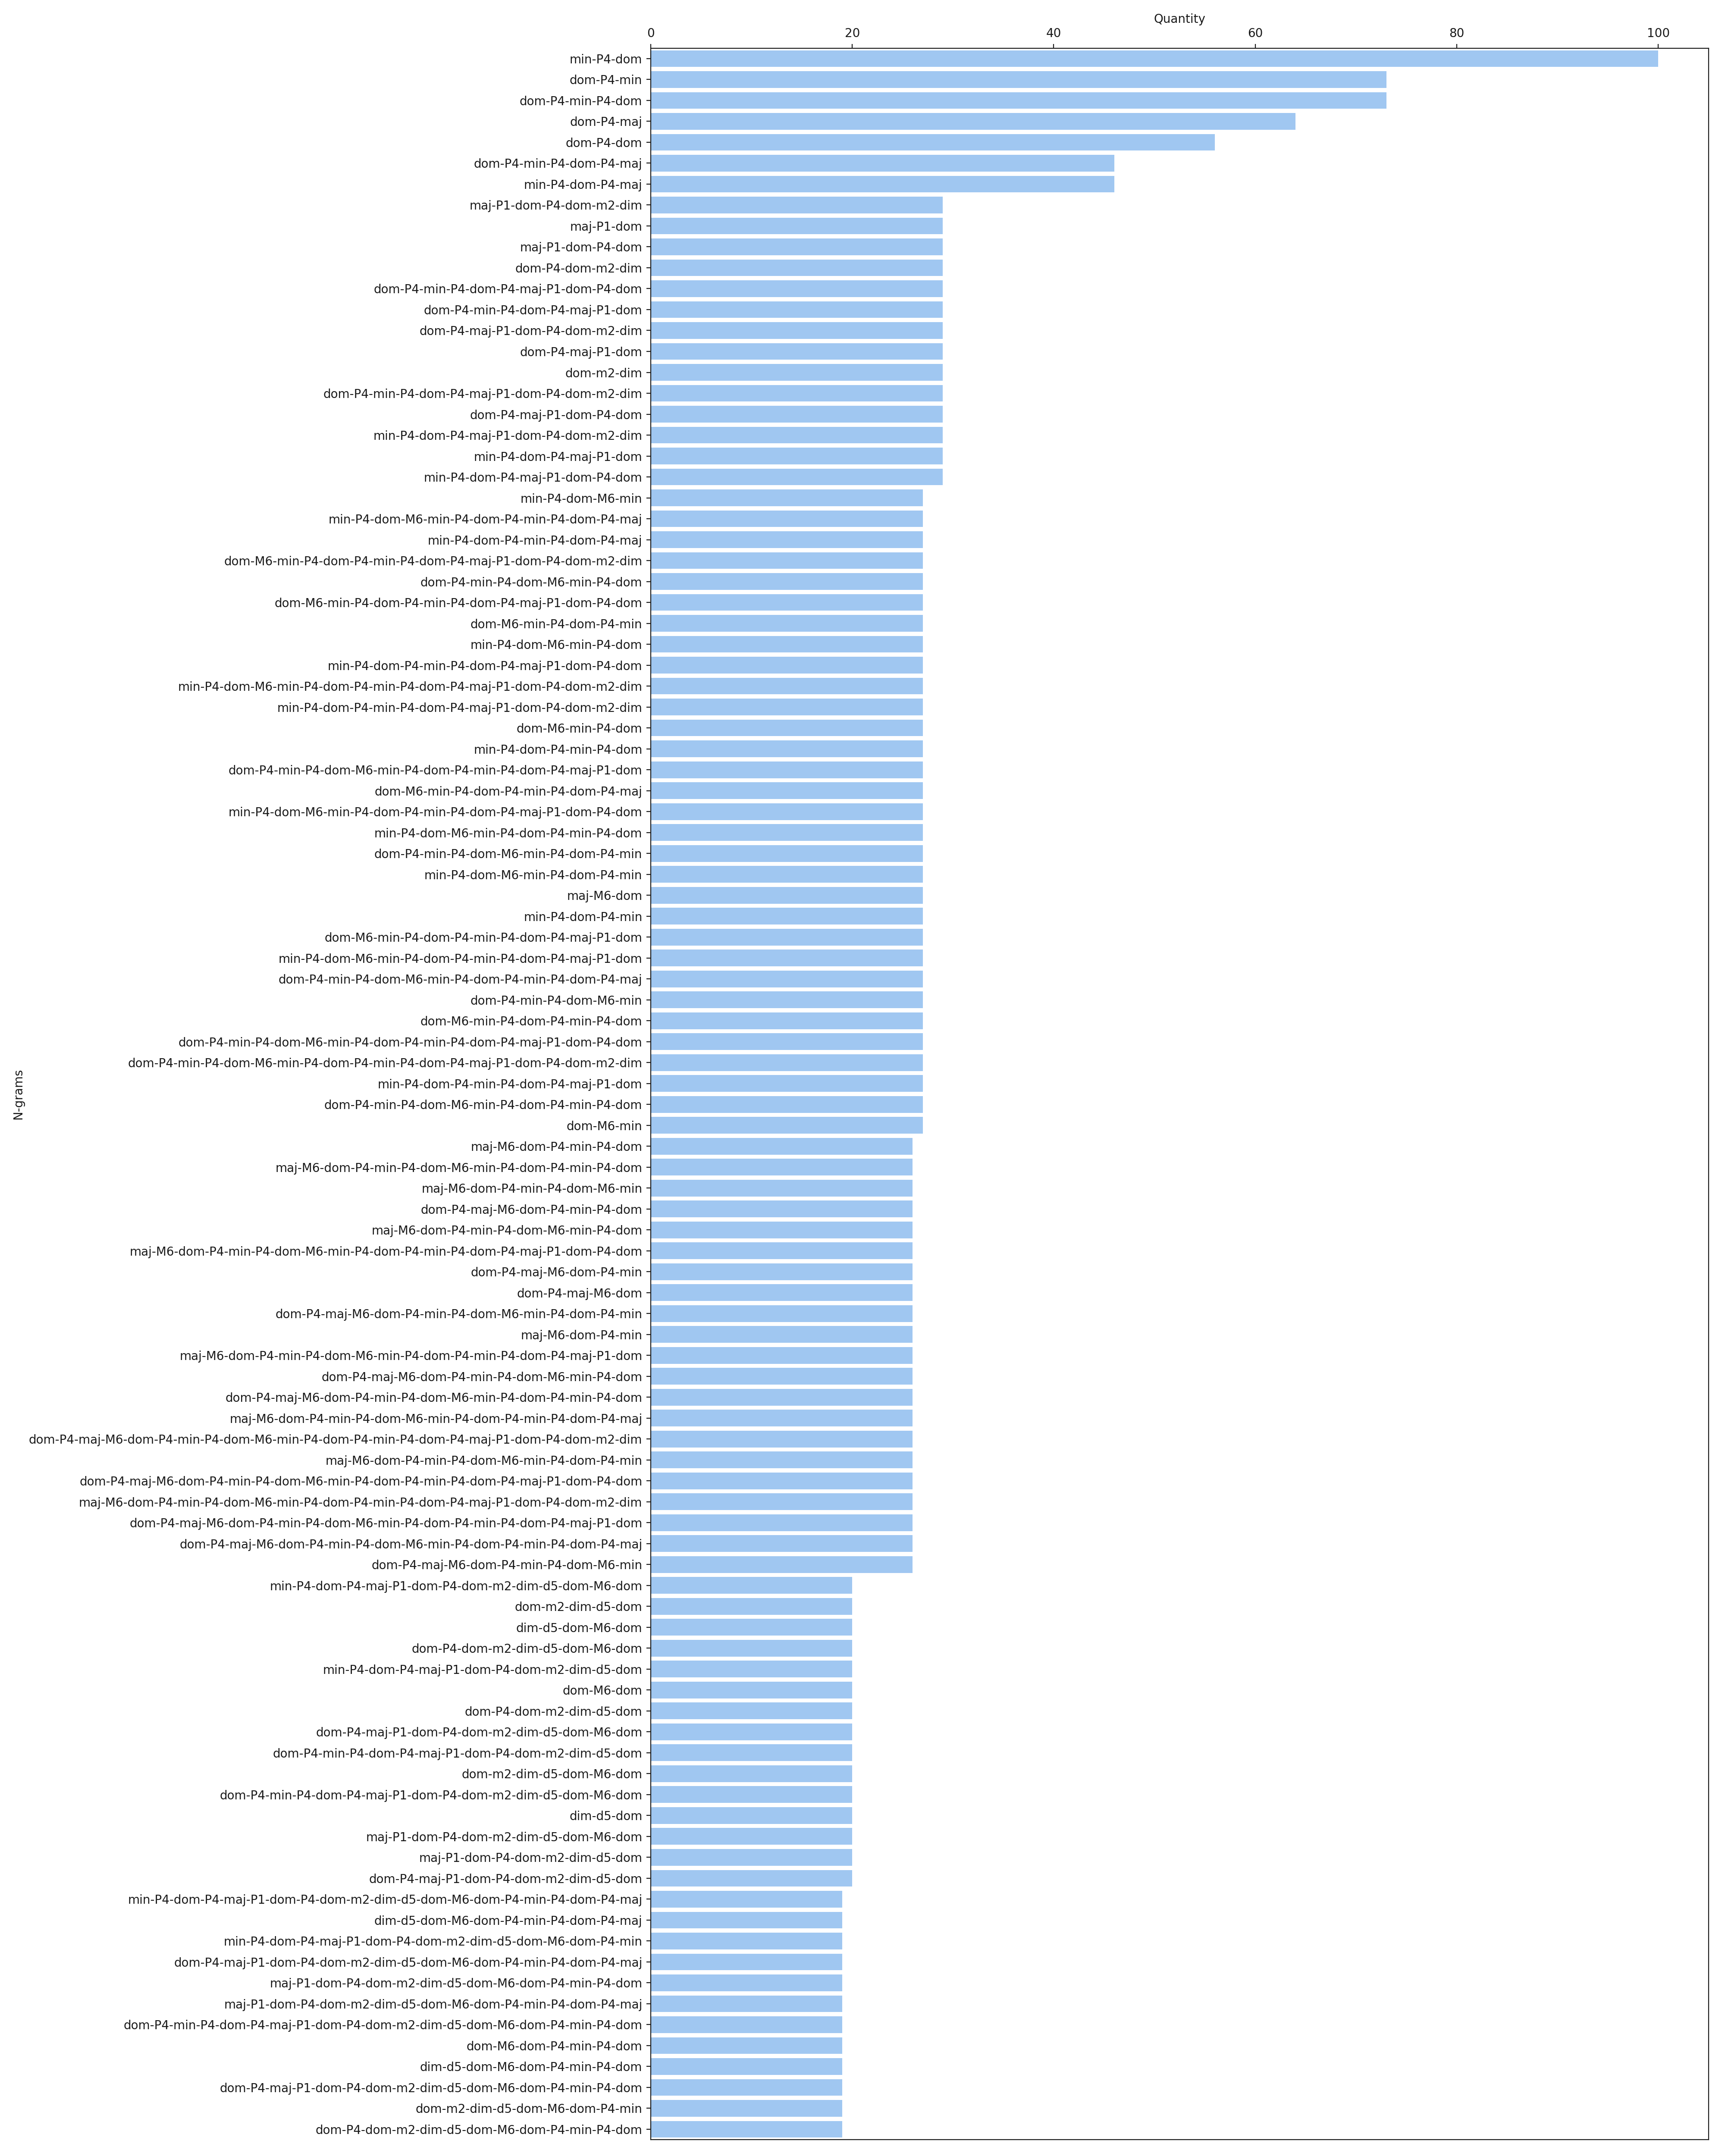 Quantity
0 20 40 60 80 100
min-P4-dom
dom-P4-min
dom-P4-min-P4-dom
dom-P4-maj
dom-P4-dom
dom-P4-min-P4-dom-P4-maj
min-P4-dom-P4-maj
maj-P1-dom-P4-dom-m2-dim
maj-P1-dom
maj-P1-dom-P4-dom
dom-P4-dom-m2-dim
dom-P4-min-P4-dom-P4-maj-P1-dom-P4-dom
dom-P4-min-P4-dom-P4-maj-P1-dom
dom-P4-maj-P1-dom-P4-dom-m2-dim
dom-P4-maj-P1-dom
dom-m2-dim
dom-P4-min-P4-dom-P4-maj-P1-dom-P4-dom-m2-dim
dom-P4-maj-P1-dom-P4-dom
min-P4-dom-P4-maj-P1-dom-P4-dom-m2-dim
min-P4-dom-P4-maj-P1-dom
min-P4-dom-P4-maj-P1-dom-P4-dom
min-P4-dom-M6-min
min-P4-dom-M6-min-P4-dom-P4-min-P4-dom-P4-maj
min-P4-dom-P4-min-P4-dom-P4-maj
dom-M6-min-P4-dom-P4-min-P4-dom-P4-maj-P1-dom-P4-dom-m2-dim
dom-P4-min-P4-dom-M6-min-P4-dom
dom-M6-min-P4-dom-P4-min-P4-dom-P4-maj-P1-dom-P4-dom
dom-M6-min-P4-dom-P4-min
min-P4-dom-M6-min-P4-dom
min-P4-dom-P4-min-P4-dom-P4-maj-P1-dom-P4-dom
min-P4-dom-M6-min-P4-dom-P4-min-P4-dom-P4-maj-P1-dom-P4-dom-m2-dim
min-P4-dom-P4-min-P4-dom-P4-maj-P1-dom-P4-dom-m2-dim
dom-M6-min-P4-dom
min-P4-dom-P4-min-P4-dom
dom-P4-min-P4-dom-M6-min-P4-dom-P4-min-P4-dom-P4-maj-P1-dom
dom-M6-min-P4-dom-P4-min-P4-dom-P4-maj
min-P4-dom-M6-min-P4-dom-P4-min-P4-dom-P4-maj-P1-dom-P4-dom
min-P4-dom-M6-min-P4-dom-P4-min-P4-dom
dom-P4-min-P4-dom-M6-min-P4-dom-P4-min
min-P4-dom-M6-min-P4-dom-P4-min
maj-M6-dom
min-P4-dom-P4-min
dom-M6-min-P4-dom-P4-min-P4-dom-P4-maj-P1-dom
min-P4-dom-M6-min-P4-dom-P4-min-P4-dom-P4-maj-P1-dom
dom-P4-min-P4-dom-M6-min-P4-dom-P4-min-P4-dom-P4-maj
dom-P4-min-P4-dom-M6-min
dom-M6-min-P4-dom-P4-min-P4-dom
dom-P4-min-P4-dom-M6-min-P4-dom-P4-min-P4-dom-P4-maj-P1-dom-P4-dom
dom-P4-min-P4-dom-M6-min-P4-dom-P4-min-P4-dom-P4-maj-P1-dom-P4-dom-m2-dim
min-P4-dom-P4-min-P4-dom-P4-maj-P1-dom
dom-P4-min-P4-dom-M6-min-P4-dom-P4-min-P4-dom
dom-M6-min
maj-M6-dom-P4-min-P4-dom
maj-M6-dom-P4-min-P4-dom-M6-min-P4-dom-P4-min-P4-dom
maj-M6-dom-P4-min-P4-dom-M6-min
dom-P4-maj-M6-dom-P4-min-P4-dom
maj-M6-dom-P4-min-P4-dom-M6-min-P4-dom
maj-M6-dom-P4-min-P4-dom-M6-min-P4-dom-P4-min-P4-dom-P4-maj-P1-dom-P4-dom
dom-P4-maj-M6-dom-P4-min
dom-P4-maj-M6-dom
dom-P4-maj-M6-dom-P4-min-P4-dom-M6-min-P4-dom-P4-min
maj-M6-dom-P4-min
maj-M6-dom-P4-min-P4-dom-M6-min-P4-dom-P4-min-P4-dom-P4-maj-P1-dom
dom-P4-maj-M6-dom-P4-min-P4-dom-M6-min-P4-dom
dom-P4-maj-M6-dom-P4-min-P4-dom-M6-min-P4-dom-P4-min-P4-dom
maj-M6-dom-P4-min-P4-dom-M6-min-P4-dom-P4-min-P4-dom-P4-maj
dom-P4-maj-M6-dom-P4-min-P4-dom-M6-min-P4-dom-P4-min-P4-dom-P4-maj-P1-dom-P4-dom-m2-dim
maj-M6-dom-P4-min-P4-dom-M6-min-P4-dom-P4-min
dom-P4-maj-M6-dom-P4-min-P4-dom-M6-min-P4-dom-P4-min-P4-dom-P4-maj-P1-dom-P4-dom
maj-M6-dom-P4-min-P4-dom-M6-min-P4-dom-P4-min-P4-dom-P4-maj-P1-dom-P4-dom-m2-dim
dom-P4-maj-M6-dom-P4-min-P4-dom-M6-min-P4-dom-P4-min-P4-dom-P4-maj-P1-dom
dom-P4-maj-M6-dom-P4-min-P4-dom-M6-min-P4-dom-P4-min-P4-dom-P4-maj
dom-P4-maj-M6-dom-P4-min-P4-dom-M6-min
min-P4-dom-P4-maj-P1-dom-P4-dom-m2-dim-d5-dom-M6-dom
dom-m2-dim-d5-dom
dim-d5-dom-M6-dom
dom-P4-dom-m2-dim-d5-dom-M6-dom
min-P4-dom-P4-maj-P1-dom-P4-dom-m2-dim-d5-dom
dom-M6-dom
dom-P4-dom-m2-dim-d5-dom
dom-P4-maj-P1-dom-P4-dom-m2-dim-d5-dom-M6-dom
dom-P4-min-P4-dom-P4-maj-P1-dom-P4-dom-m2-dim-d5-dom
dom-m2-dim-d5-dom-M6-dom
dom-P4-min-P4-dom-P4-maj-P1-dom-P4-dom-m2-dim-d5-dom-M6-dom
dim-d5-dom
maj-P1-dom-P4-dom-m2-dim-d5-dom-M6-dom
maj-P1-dom-P4-dom-m2-dim-d5-dom
dom-P4-maj-P1-dom-P4-dom-m2-dim-d5-dom
min-P4-dom-P4-maj-P1-dom-P4-dom-m2-dim-d5-dom-M6-dom-P4-min-P4-dom-P4-maj
dim-d5-dom-M6-dom-P4-min-P4-dom-P4-maj
min-P4-dom-P4-maj-P1-dom-P4-dom-m2-dim-d5-dom-M6-dom-P4-min
dom-P4-maj-P1-dom-P4-dom-m2-dim-d5-dom-M6-dom-P4-min-P4-dom-P4-maj
maj-P1-dom-P4-dom-m2-dim-d5-dom-M6-dom-P4-min-P4-dom
maj-P1-dom-P4-dom-m2-dim-d5-dom-M6-dom-P4-min-P4-dom-P4-maj
dom-P4-min-P4-dom-P4-maj-P1-dom-P4-dom-m2-dim-d5-dom-M6-dom-P4-min-P4-dom
dom-M6-dom-P4-min-P4-dom
dim-d5-dom-M6-dom-P4-min-P4-dom
dom-P4-maj-P1-dom-P4-dom-m2-dim-d5-dom-M6-dom-P4-min-P4-dom
dom-m2-dim-d5-dom-M6-dom-P4-min
dom-P4-dom-m2-dim-d5-dom-M6-dom-P4-min-P4-dom
N-grams